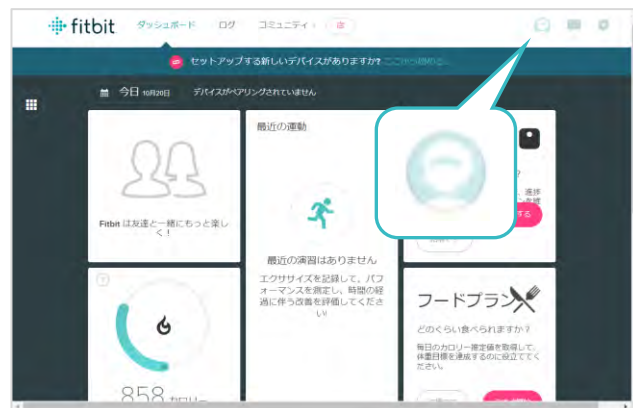 fitbit ダッシュボード ログ コミュニティ 店
セットアップする新しいデバイスがありますか?
今日 10月20日 デバイスがペアリングされていません
Fitbit は友達と一緒にもっと楽し
く!
最近の運動
最近の演習はありません
エクササイズを記録して、パフ
ォーマンスを測定し、時間の経
過に伴う改善を評価してくださ
い!
858 カロリー
?
進捗
する
フードプラン
どのくらい食べられますか?
毎日のカロリー推定値を取得して、
体重目標を達成するのに役立ててく
ださい。